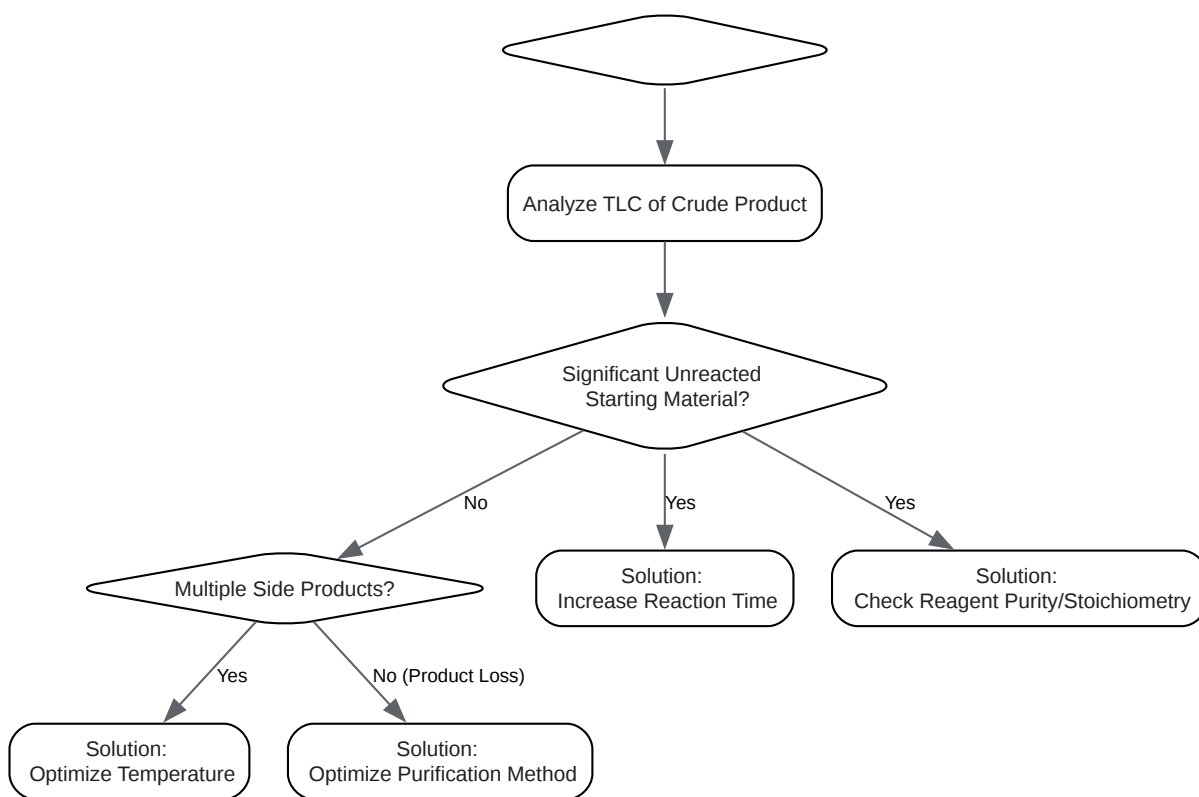 Analyze TLC of Crude Product
Significant Unreacted
Starting Material?
No
Yes
Yes
Multiple Side Products?
Solution:
Increase Reaction Time
Solution:
Check Reagent Purity/Stoichiometry
Yes
No (Product Loss)
Solution:
Optimize Temperature
Solution:
Optimize Purification Method